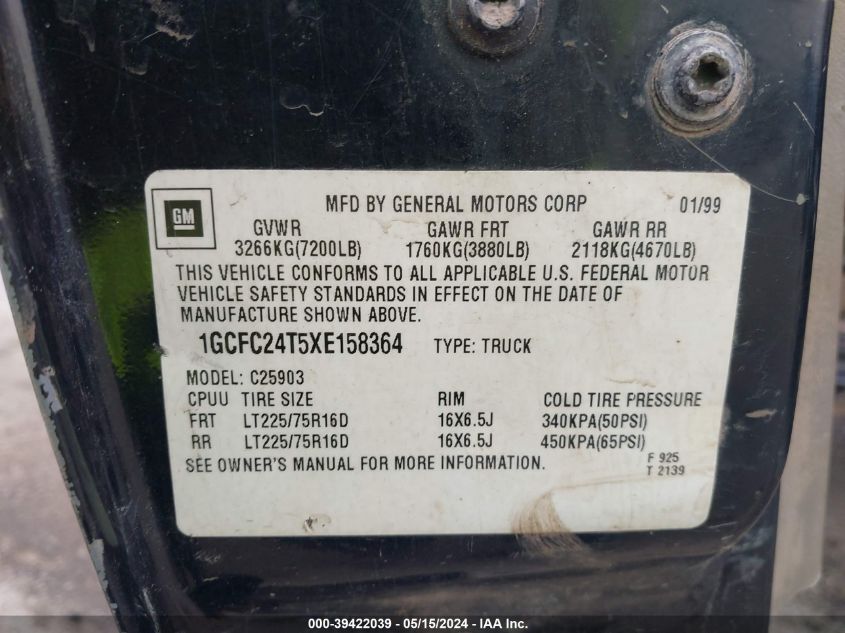 GM
MFD BY GENERAL MOTORS CORP 01/99
GVWR GAWR FRT GAWR RR
3266KG(7200LB) 1760KG(3880LB) 2118KG(4670LB)
THIS VEHICLE CONFORMS TO ALL APPLICABLE U.S. FEDERAL MOTOR
VEHICLE SAFETY STANDARDS IN EFFECT ON THE DATE OF
MANUFACTURE SHOWN ABOVE.
1GCFC24T5XE158364 TYPE: TRUCK
MODEL: C25903
CPUU TIRE SIZE RIM COLD TIRE PRESSURE
FRT LT225/75R16D 16X6.5J 340KPA(50PSI)
RR LT225/75R16D 16X6.5J 450KPA(65PSI)
SEE OWNER'S MANUAL FOR MORE INFORMATION. F 925
T 2139
000-39422039 - 05/15/2024 - IAA Inc.